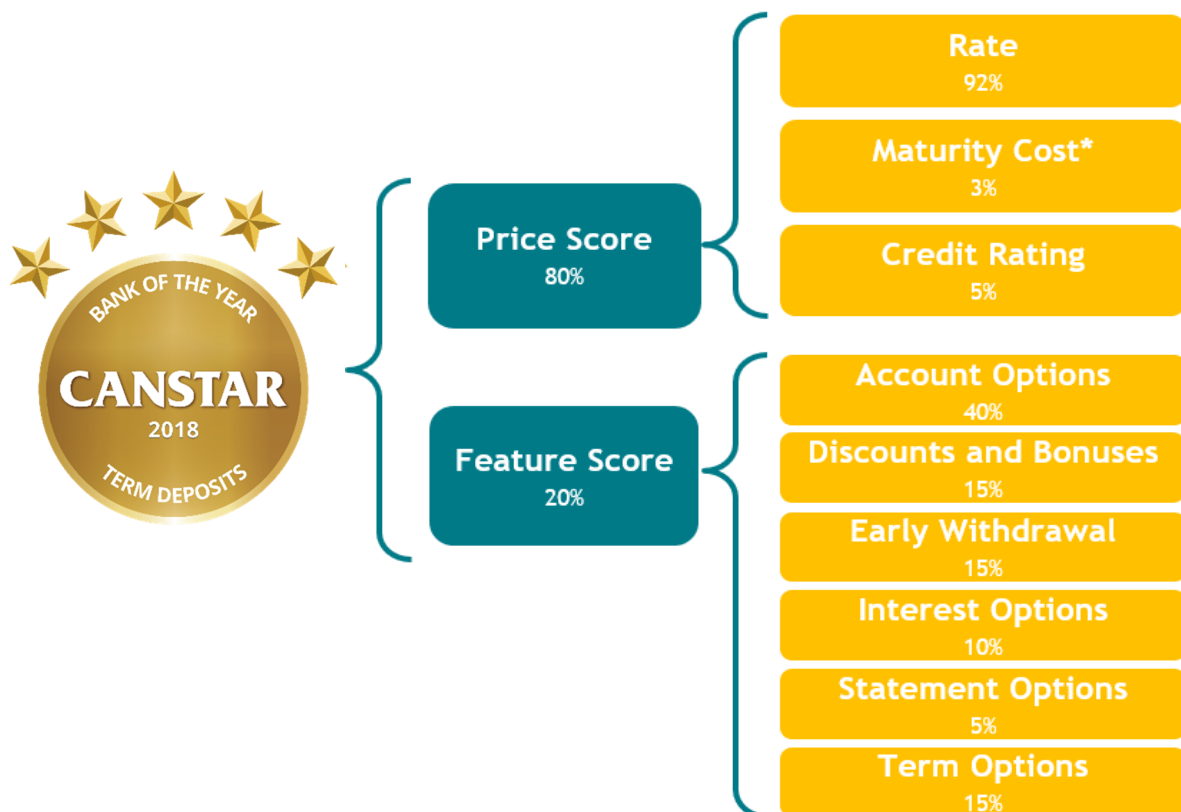 BANK OF THE YEAR
CANSTAR
2018
TERM DEPOSITS
Price Score
80%
Rate
92%
Maturity Cost*
3%
Credit Rating
5%
Feature Score
20%
Account Options
40%
Discounts and Bonuses
15%
Early Withdrawal
15%
Interest Options
10%
Statement Options
5%
Term Options
15%